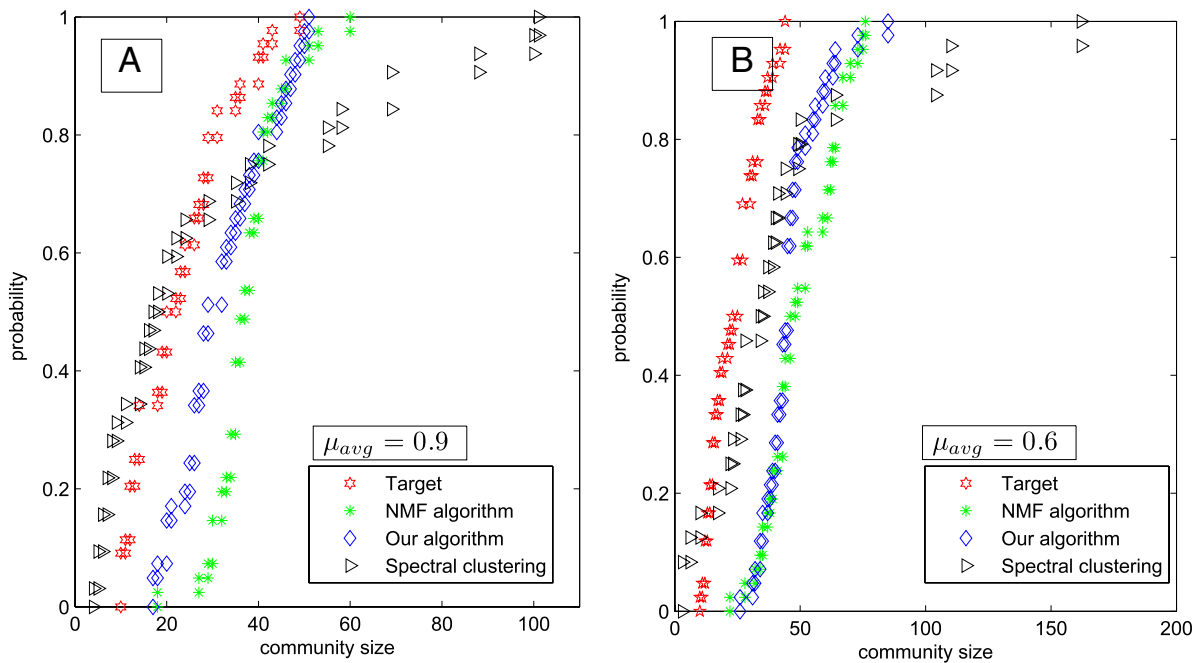 A
1
0.8
0.6
0.4
0.2
0
probability
0
20
40
60
80
100
community size
μavg = 0.9
Target
NMF algorithm
Our algorithm
Spectral clustering
B
1
0.8
0.6
0.4
0.2
0
probability
0
50
100
150
200
community size
μavg = 0.6
Target
NMF algorithm
Our algorithm
Spectral clustering